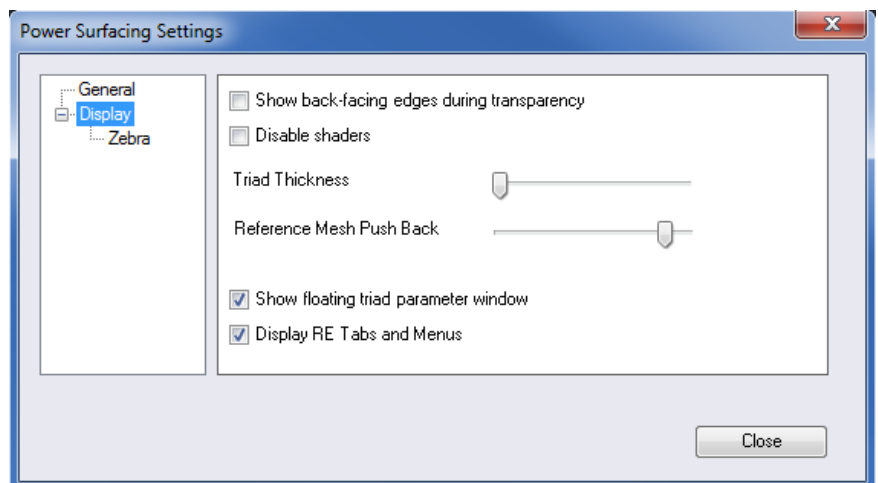 Power Surfacing Settings
X
General
Display
Zebra
Show back-facing edges during transparency
Disable shaders
Triad Thickness
Reference Mesh Push Back
Show floating triad parameter window
Display RE Tabs and Menus
Close